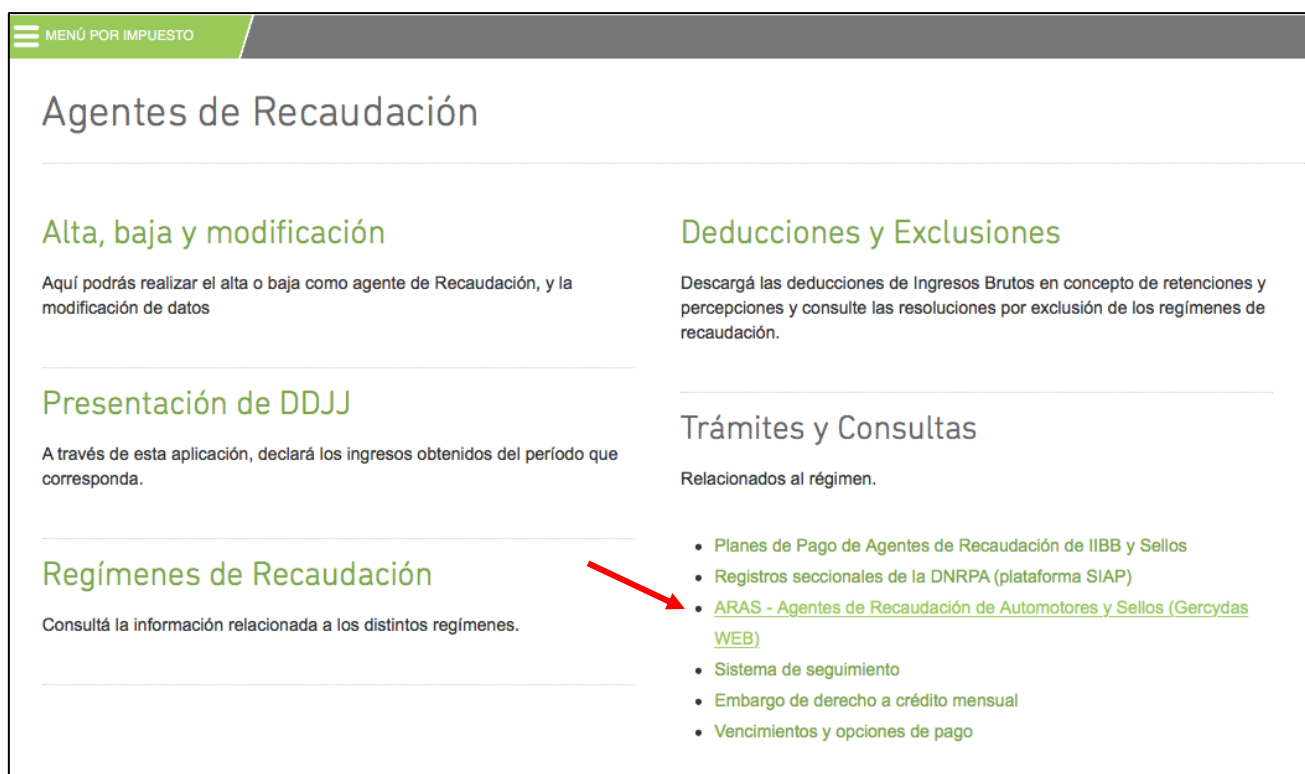 MENÚ POR IMPUESTO
Agentes de Recaudación
Alta, baja y modificación
Aquí podrás realizar el alta o baja como agente de Recaudación, y la
modificación de datos
Presentación de DDJJ
A través de esta aplicación, declará los ingresos obtenidos del período que
corresponda.
Regímenes de Recaudación
Consultá la información relacionada a los distintos regímenes.
Deducciones y Exclusiones
Descargá las deducciones de Ingresos Brutos en concepto de retenciones y
percepciones y consulte las resoluciones por exclusión de los regímenes de
recaudación.
Trámites y Consultas
Relacionados al régimen.
• Planes de Pago de Agentes de Recaudación de IIBB y Sellos
• Registros seccionales de la DNRPA (plataforma SIAP)
• ARAS - Agentes de Recaudación de Automotores y Sellos (Gercydas
WEB)
• Sistema de seguimiento
• Embargo de derecho a crédito mensual
• Vencimientos y opciones de pago